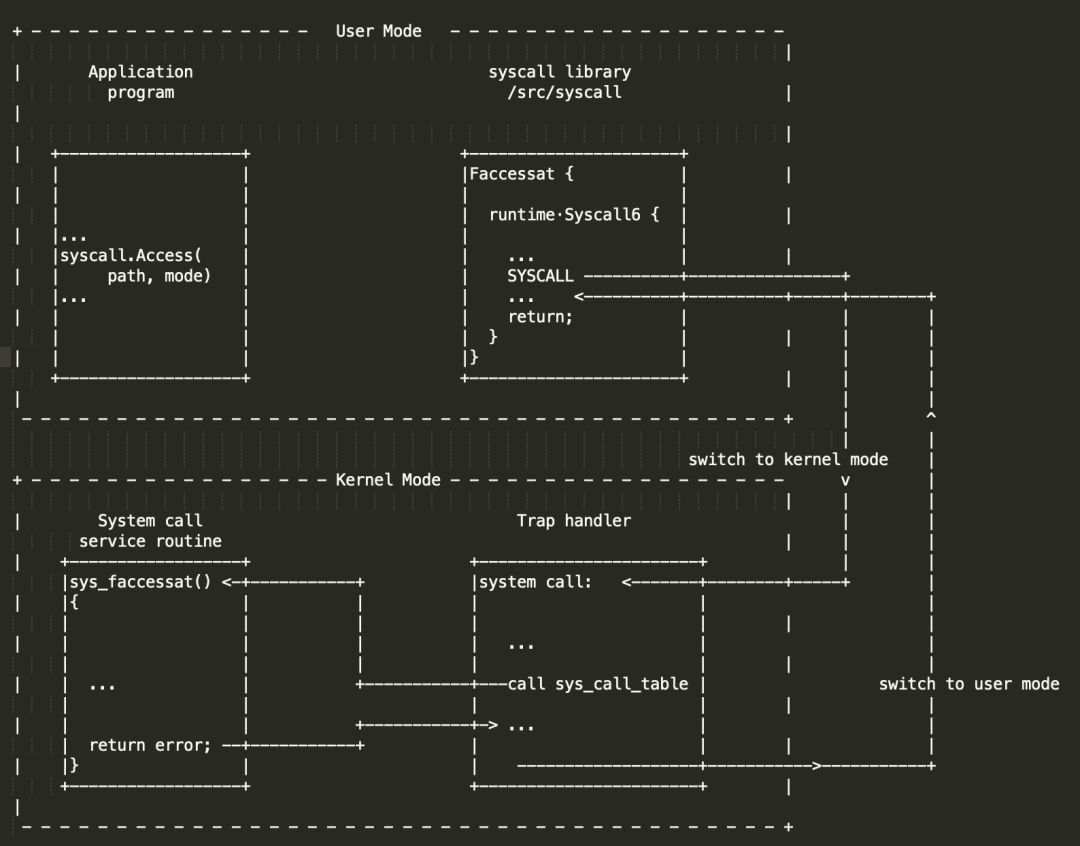 User Mode
Application syscall library
program /src/syscall
Faccessat {
runtime·Syscall6 {
...
syscall.Access( ...
path, mode) SYSCALL
... ... <
return;
}
}
^
switch to kernel mode
Kernel Mode v
System call Trap handler
service routine
sys_faccessat() < system call: <
{
...
... call sys_call_table switch to user mode
> ...
return error;
} >